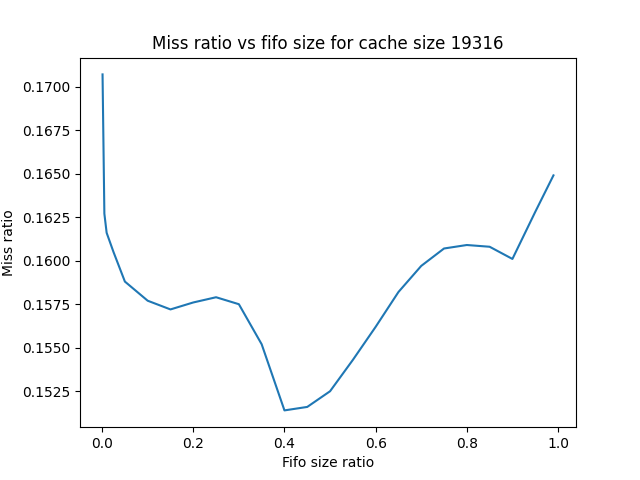 Miss ratio vs fifo size for cache size 19316
0.1700
0.1675
0.1650
0.1625
0.1600
0.1575
0.1550
0.1525
Miss ratio
0.0 0.2 0.4 0.6 0.8 1.0
Fifo size ratio